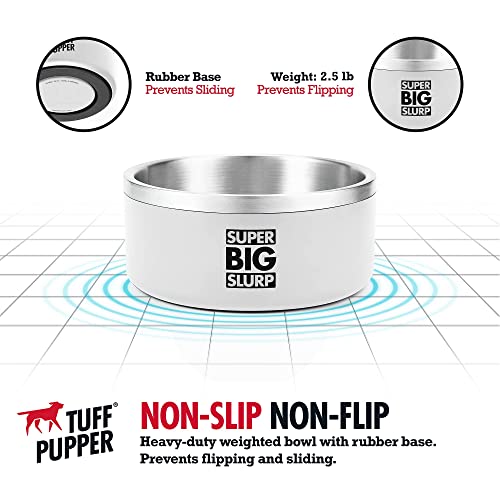 PUPPER
Rubber Base
Prevents Sliding
Weight: 2.5 lb
Prevents Flipping
SUPER
BIG
SLURP
SUPER
BIG
SLURP
TUFF®
PUPPER
NON-SLIP NON-FLIP
Heavy-duty weighted bowl with rubber base.
Prevents flipping and sliding.